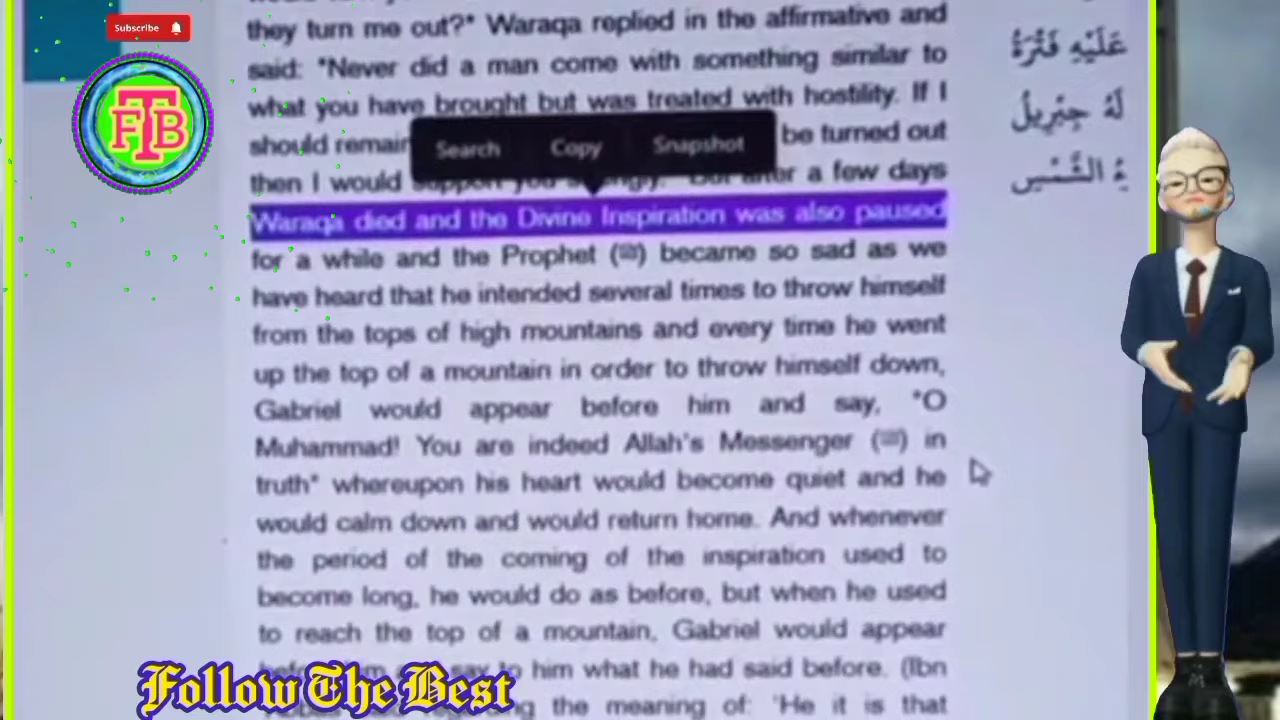 Subscribe
FTB
they turn me out?" Waraqa replied in the affirmative and
said: "Never did a man come with something similar to
what you have brought but was treated with hostility. If I
should remain
be turned out
Search Copy Snapshot
then I would support you strongly." But after a few days
Waraqa died and the Divine Inspiration was also paused
for a while and the Prophet (ﷺ) became so sad as we
have heard that he intended several times to throw himself
from the tops of high mountains and every time he went
up the top of a mountain in order to throw himself down,
Gabriel would appear before him and say, "O
Muhammad! You are indeed Allah's Messenger (ﷺ) in
truth" whereupon his heart would become quiet and he
would calm down and would return home. And whenever
the period of the coming of the inspiration used to
become long, he would do as before, but when he used
to reach the top of a mountain, Gabriel would appear
before him and say to him what he had said before. (Ibn
the meaning of: 'He it is that
عَلَيْهِ فَتْرَةُ
لَهُ جِبْرِيلُ
ءُ الشَّمْسِ
Follow The Best